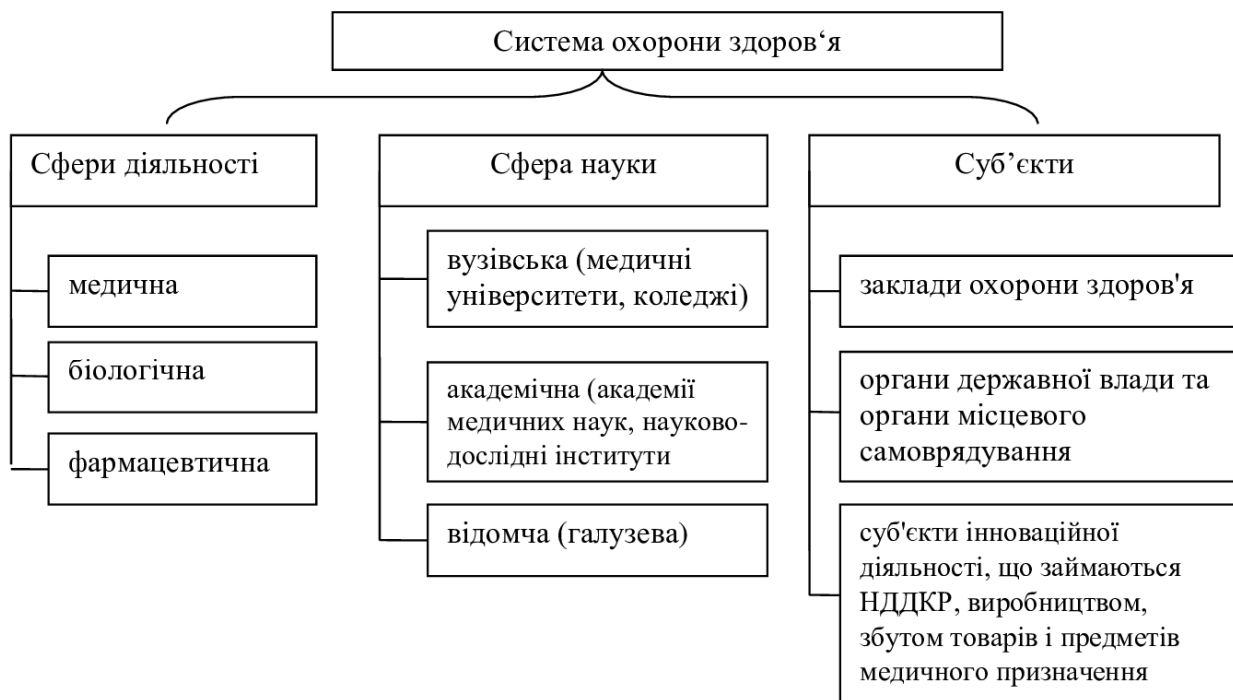 Система охорони здоров‘я
Сфери діяльності
медична
біологічна
фармацевтична
Сфера науки
вузівська (медичні
університети, коледжі)
академічна (академії
медичних наук, науково-
дослідні інститути
відомча (галузева)
Суб’єкти
заклади охорони здоров'я
органи державної влади та
органи місцевого
самоврядування
суб'єкти інноваційної
діяльності, що займаються
НДДКР, виробництвом,
збутом товарів і предметів
медичного призначення